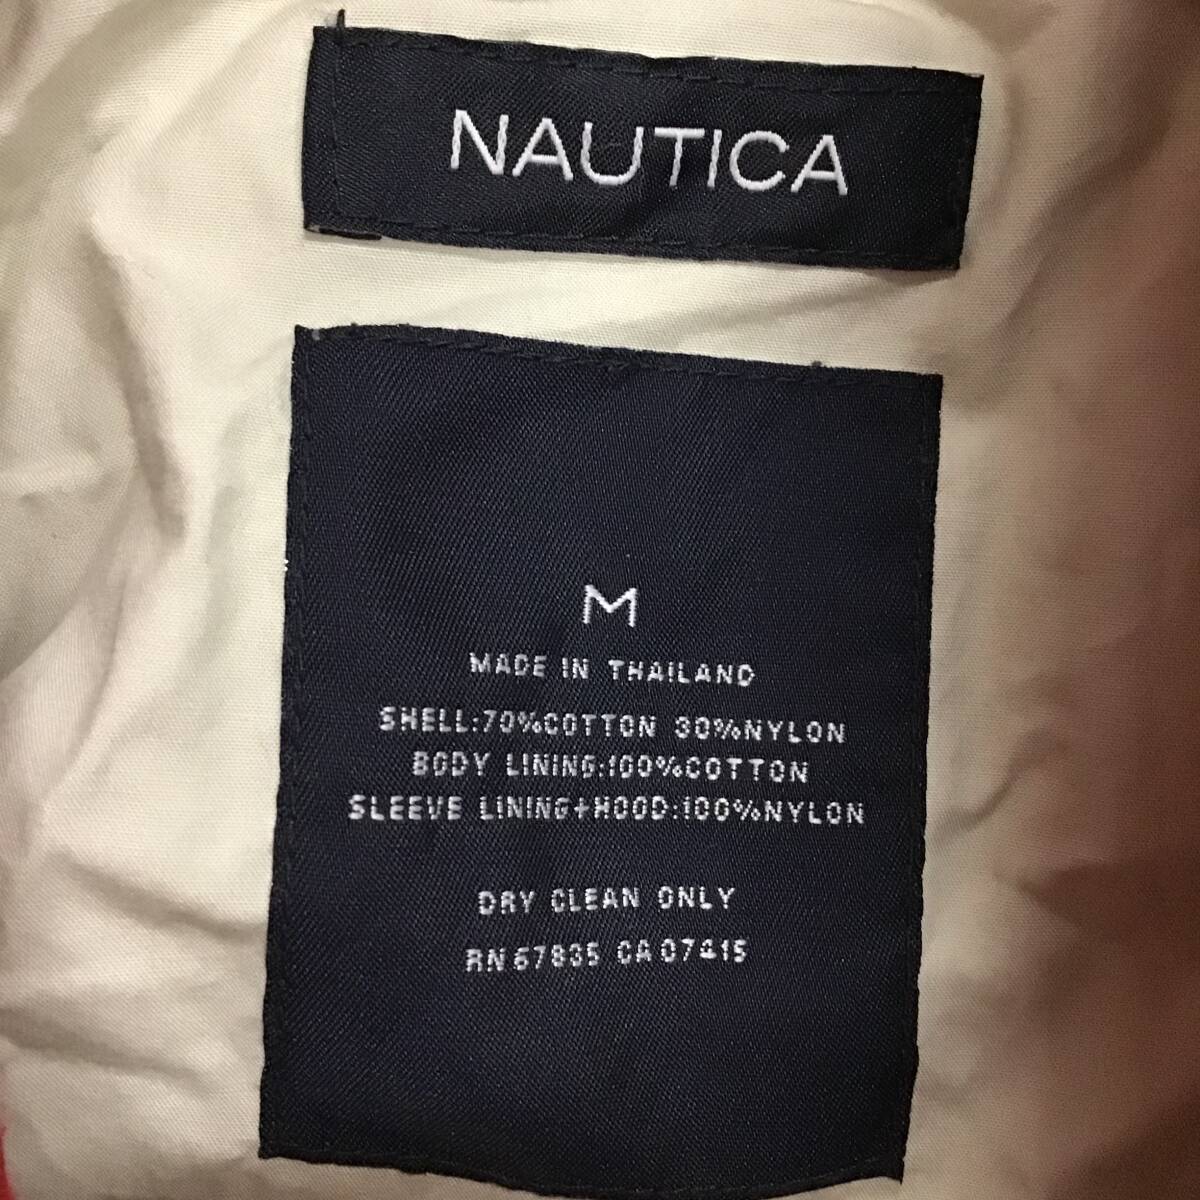 NAUTICA
M
MADE IN THAILAND
SHELL:70%COTTON 30%NYLON
BODY LINING:100%COTTON
SLEEVE LINING+HOOD:100%NYLON
DRY CLEAN ONLY
RN 67835 CA 07415